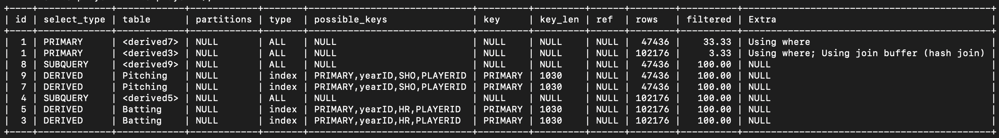 | id | select_type | table | partitions | type | possible_keys | key | key_len | ref | rows | filtered | Extra |
| 1 | PRIMARY | <derived7> | NULL | ALL | NULL | NULL | NULL | NULL | 47436 | 33.33 | Using where |
| 1 | PRIMARY | <derived3> | NULL | ALL | NULL | NULL | NULL | NULL | 102176 | 3.33 | Using where; Using join buffer (hash join) |
| 8 | SUBQUERY | <derived9> | NULL | ALL | NULL | NULL | NULL | NULL | 47436 | 100.00 | NULL |
| 9 | DERIVED | Pitching | NULL | index | PRIMARY,yearID,SHO,PLAYERID | PRIMARY | 1030 | NULL | 47436 | 100.00 | NULL |
| 7 | DERIVED | Pitching | NULL | index | PRIMARY,yearID,SHO,PLAYERID | PRIMARY | 1030 | NULL | 47436 | 100.00 | NULL |
| 4 | SUBQUERY | <derived5> | NULL | ALL | NULL | NULL | NULL | NULL | 102176 | 100.00 | NULL |
| 5 | DERIVED | Batting | NULL | index | PRIMARY,yearID,HR,PLAYERID | PRIMARY | 1030 | NULL | 102176 | 100.00 | NULL |
| 3 | DERIVED | Batting | NULL | index | PRIMARY,yearID,HR,PLAYERID | PRIMARY | 1030 | NULL | 102176 | 100.00 | NULL |